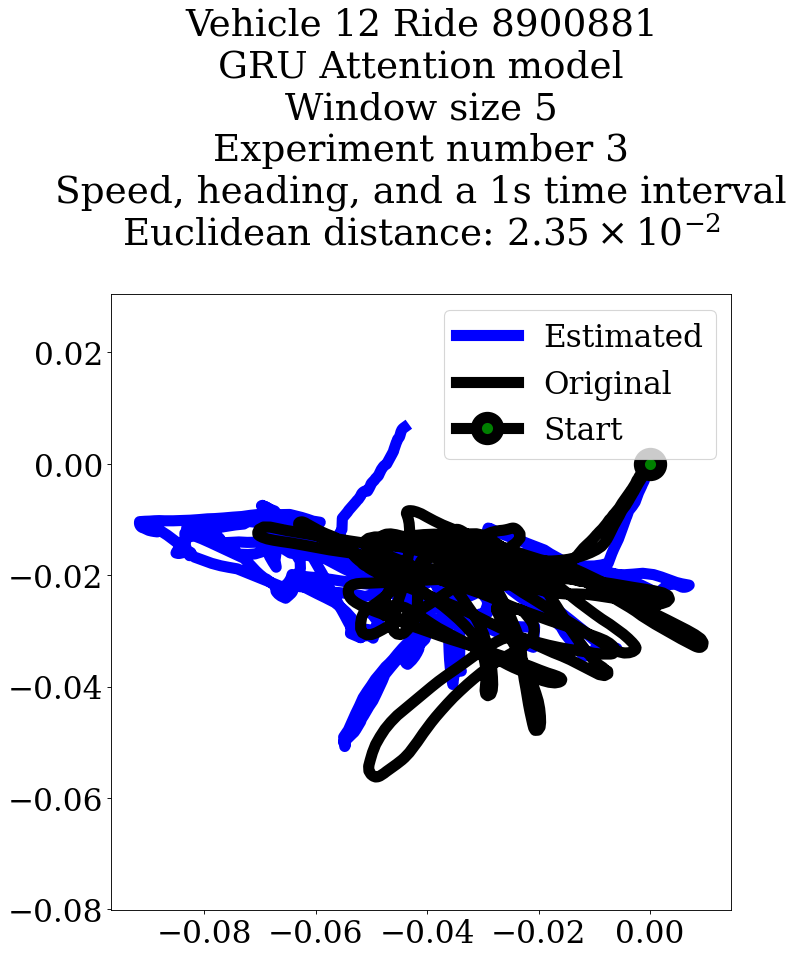 Vehicle 12 Ride 8900881
GRU Attention model
Window size 5
Experiment number 3
Speed, heading, and a 1s time interval
Euclidean distance: 2.35 × 10⁻²
Estimated
Original
Start
0.02
0.00
−0.02
−0.04
−0.06
−0.08
−0.08 −0.06 −0.04 −0.02 0.00